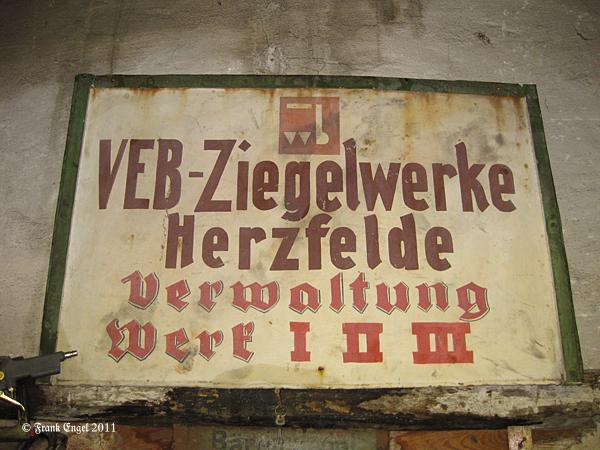 VEB-Ziegelwerke
Herzfelde
Verwaltung
Werk I II III
© Frank Engel 2011